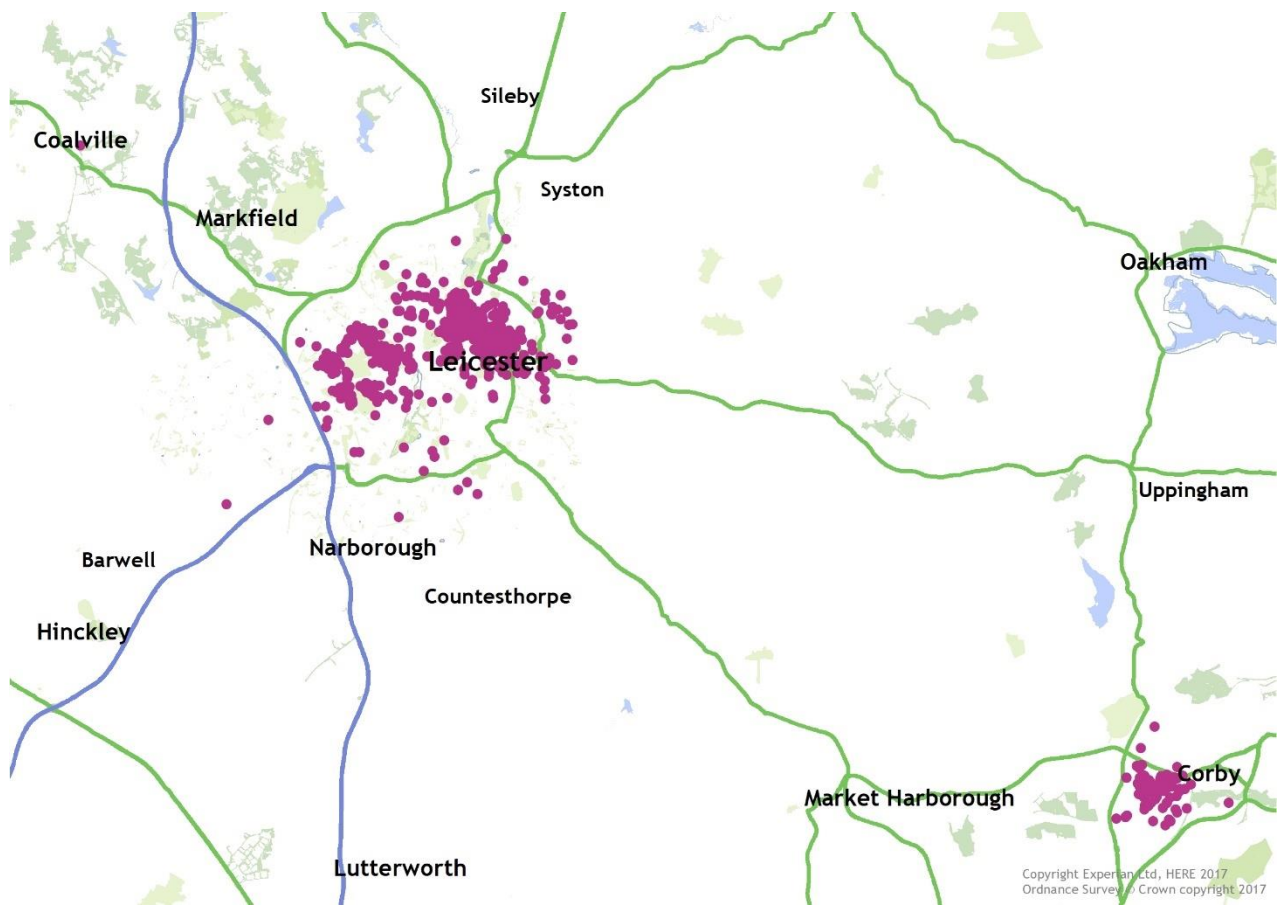 Sileby
Coalville
Syston
Markfield
Oakham
Leicester
Uppingham
Narborough
Barwell
Countesthorpe
Hinckley
Corby
Market Harborough
Lutterworth
Copyright Experian Ltd, HERE 2017
Ordnance Survey © Crown copyright 2017